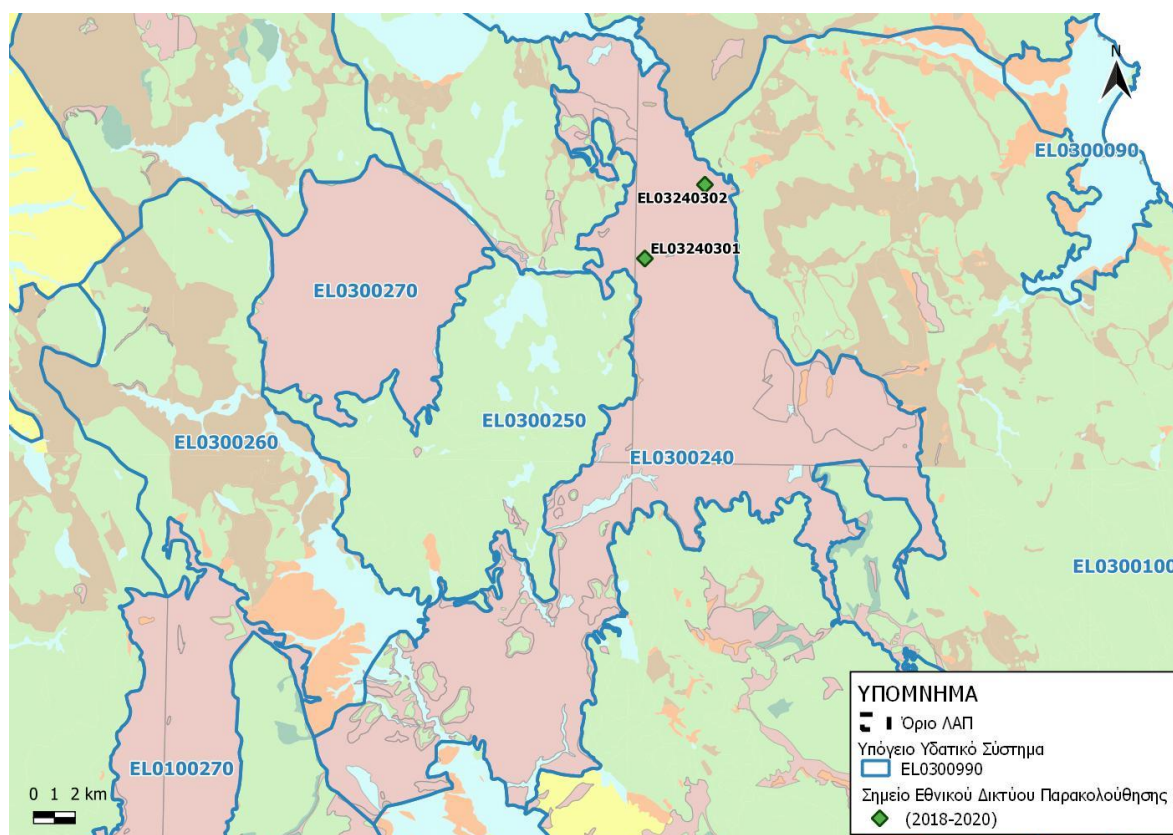 N
EL0300090
EL03240302
EL03240301
EL0300270
EL0300250
EL0300260
EL0300240
EL0300100
EL0100270
0 1 2 km
ΥΠΟΜΝΗΜΑ
Όριο ΛΑΠ
Υπόγειο Υδατικό Σύστημα
EL0300990
Σημείο Εθνικού Δικτύου Παρακολούθησης
(2018-2020)